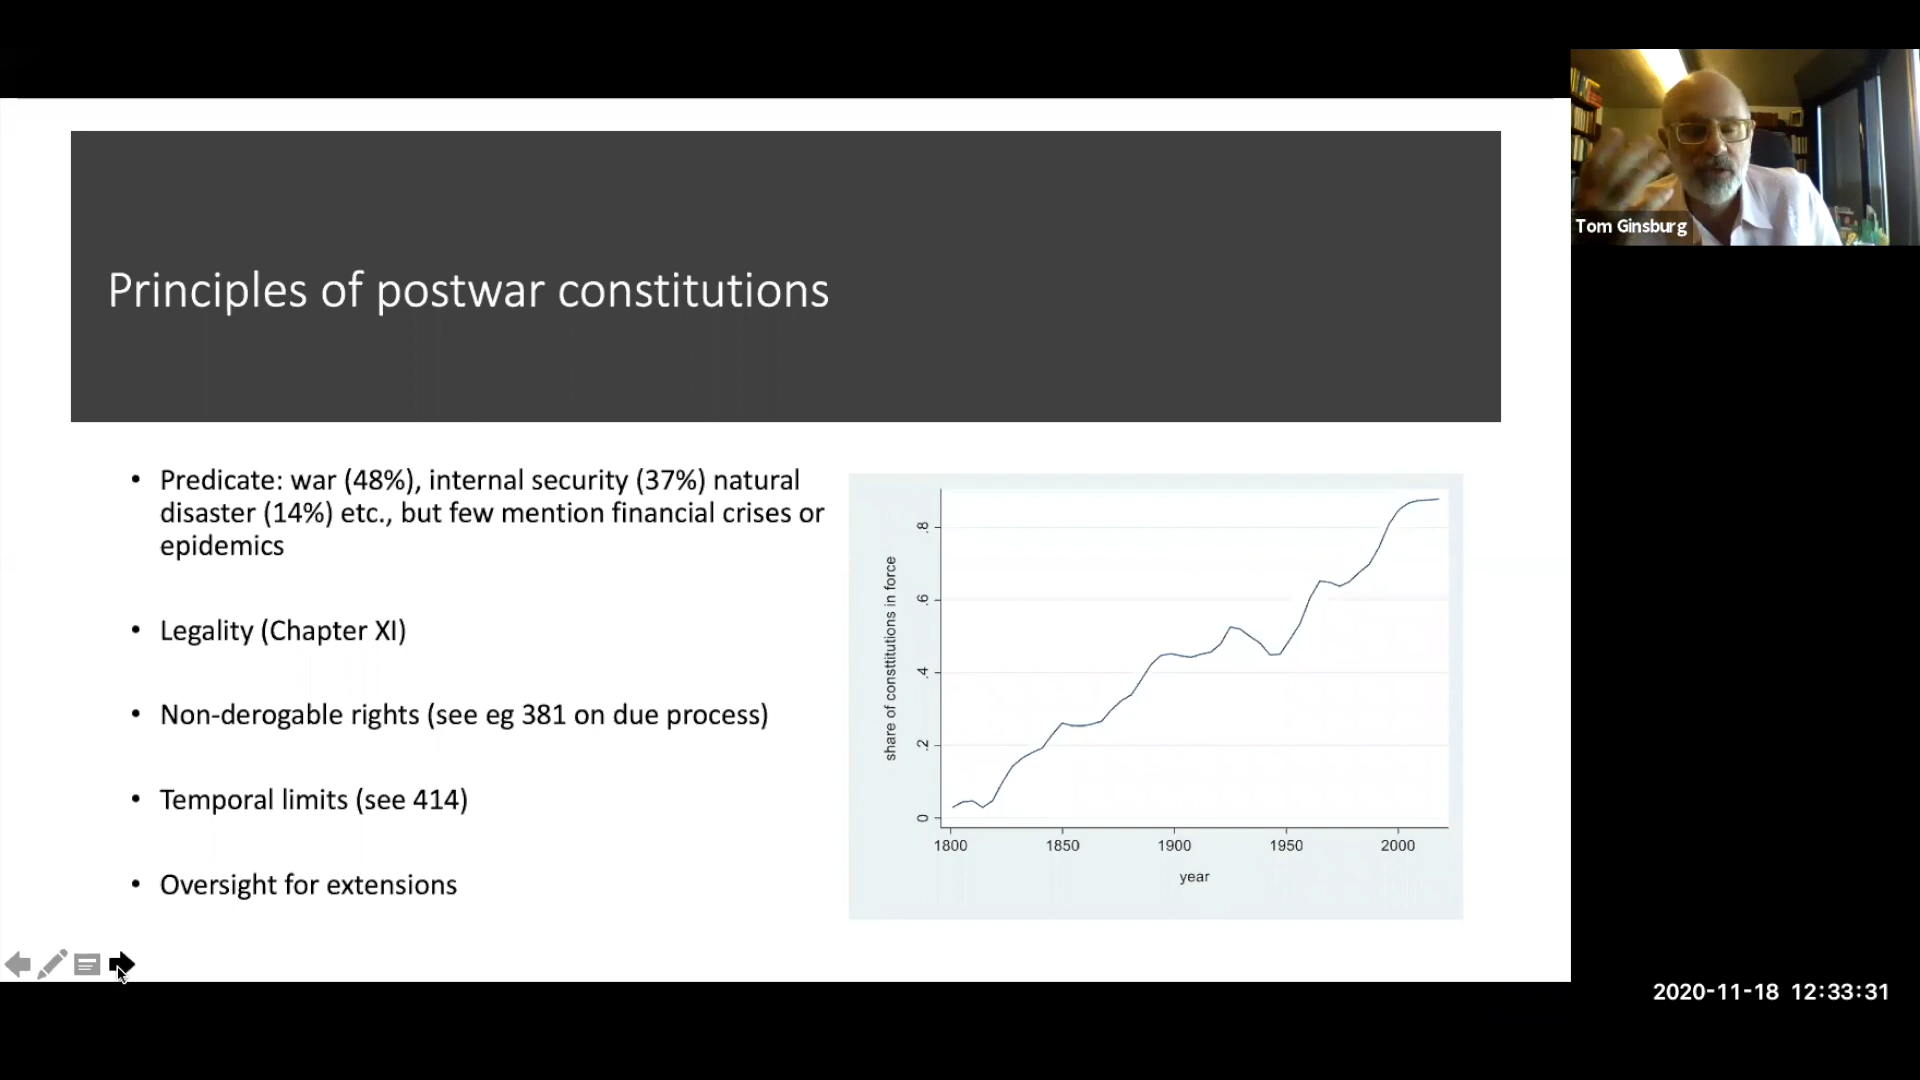 Tom Ginsburg
Principles of postwar constitutions
• Predicate: war (48%), internal security (37%) natural
disaster (14%) etc., but few mention financial crises or
epidemics
• Legality (Chapter XI)
• Non-derogable rights (see eg 381 on due process)
• Temporal limits (see 414)
• Oversight for extensions
share of consttitutions in force
.8
.6
.4
.2
0
1800 1850 1900 1950 2000
year
2020-11-18 12:33:31